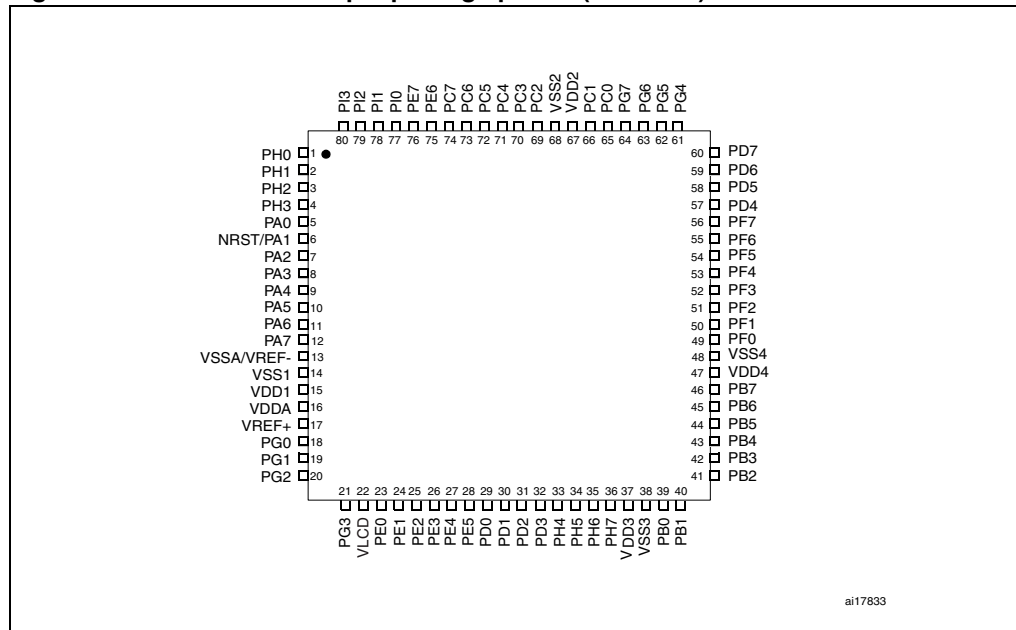 PI3 PI2 PI1 PI0 PE7 PE6 PC7 PC6 PC5 PC4 PC3 PC2 VSS2 VDD2 PC1 PC0 PG7 PG6 PG5 PG4
80 79 78 77 76 75 74 73 72 71 70 69 68 67 66 65 64 63 62 61
PH0 1 60 PD7
PH1 2 59 PD6
PH2 3 58 PD5
PH3 4 57 PD4
PA0 5 56 PF7
NRST/PA1 6 55 PF6
PA2 7 54 PF5
PA3 8 53 PF4
PA4 9 52 PF3
PA5 10 51 PF2
PA6 11 50 PF1
PA7 12 49 PF0
VSSA/VREF- 13 48 VSS4
VSS1 14 47 VDD4
VDD1 15 46 PB7
VDDA 16 45 PB6
VREF+ 17 44 PB5
PG0 18 43 PB4
PG1 19 42 PB3
PG2 20 41 PB2
21 22 23 24 25 26 27 28 29 30 31 32 33 34 35 36 37 38 39 40
PG3 VLCD PE0 PE1 PE2 PE3 PE4 PE5 PD0 PD1 PD2 PD3 PH4 PH5 PH6 PH7 VDD3 VSS3 PB0 PB1
ai17833